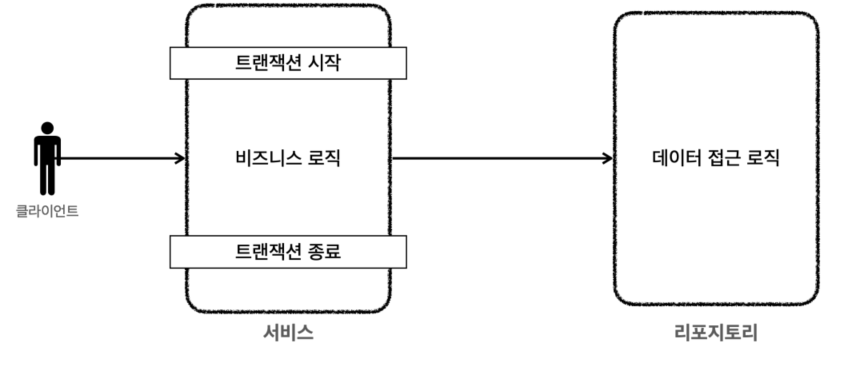 트랜잭션 시작
비즈니스 로직
데이터 접근 로직
클라이언트
트랜잭션 종료
서비스
리포지토리